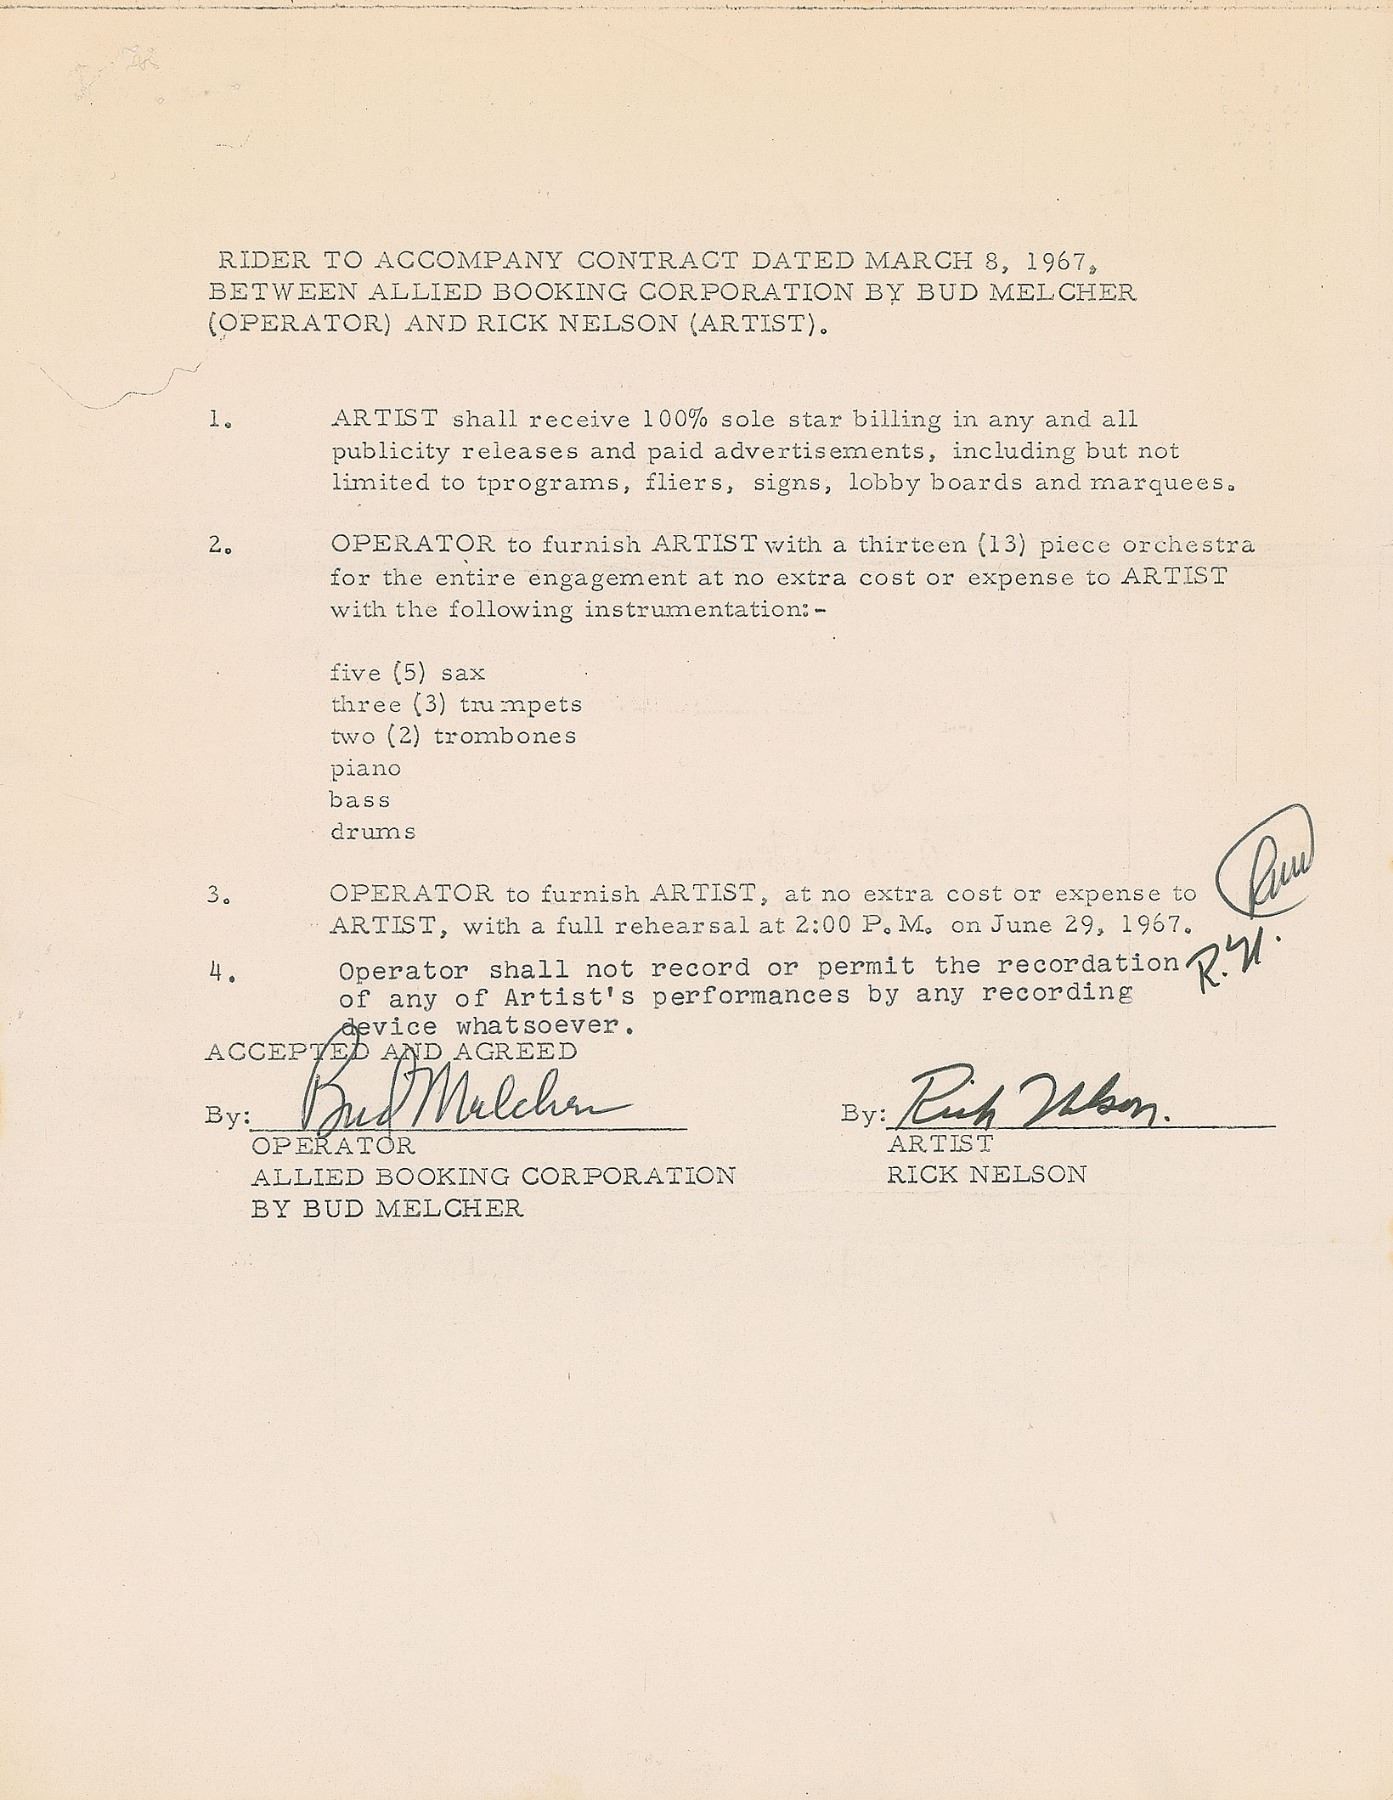 RIDER TO ACCOMPANY CONTRACT DATED MARCH 8, 1967,
BETWEEN ALLIED BOOKING CORPORATION BY BUD MELCHER
(OPERATOR) AND RICK NELSON (ARTIST).
1. ARTIST shall receive 100% sole star billing in any and all
publicity releases and paid advertisements, including but not
limited to tprograms, fliers, signs, lobby boards and marquees.
2. OPERATOR to furnish ARTIST with a thirteen (13) piece orchestra
for the entire engagement at no extra cost or expense to ARTIST
with the following instrumentation:-
five (5) sax
three (3) trumpets
two (2) trombones
piano
bass
drums
3. OPERATOR to furnish ARTIST, at no extra cost or expense to
ARTIST, with a full rehearsal at 2:00 P.M. on June 29, 1967.
R.N.
4. Operator shall not record or permit the recordation
of any of Artist's performances by any recording
device whatsoever.
ACCEPTED AND AGREED
By: Bud Melcher By: Rick Nelson.
OPERATOR ARTIST
ALLIED BOOKING CORPORATION RICK NELSON
BY BUD MELCHER